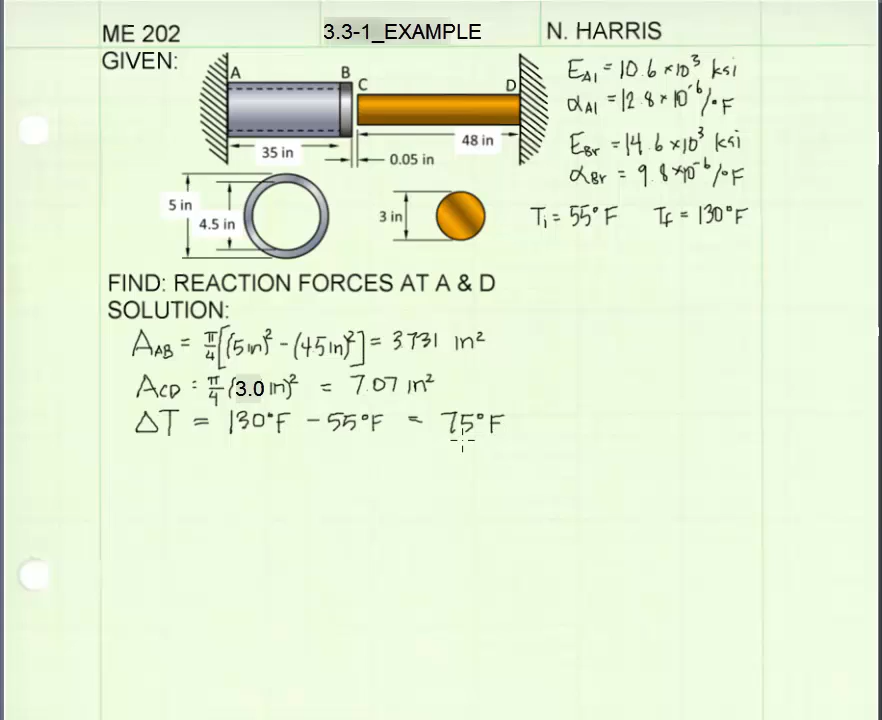 ME 202 3.3-1_EXAMPLE N. HARRIS
GIVEN:
A B C D
35 in 48 in
0.05 in
5 in
4.5 in
3 in
E_Al = 10.6 × 10³ ksi
α_Al = 12.8 × 10⁻⁶/°F
E_Br = 14.6 × 10³ ksi
α_Br = 9.8 × 10⁻⁶/°F
T_i = 55°F T_f = 130°F
FIND: REACTION FORCES AT A & D
SOLUTION:
A_AB = π/4 [(5 in)² - (4.5 in)²] = 3.731 in²
A_CD = π/4 (3.0 in)² = 7.07 in²
ΔT = 130°F - 55°F = 75°F